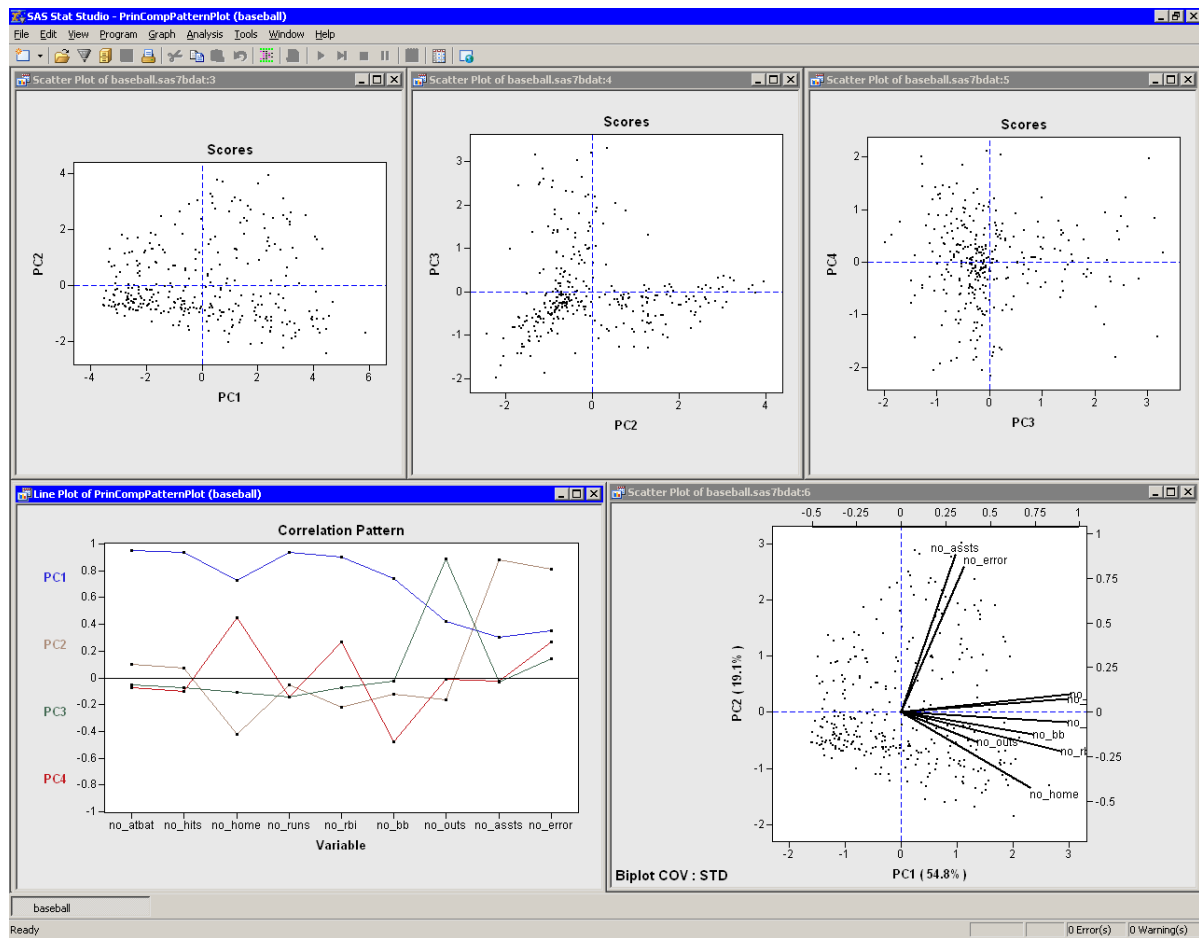 SAS Stat Studio - PrinCompPatternPlot (baseball)
File Edit View Program Graph Analysis Tools Window Help
Scatter Plot of baseball.sas7bdat:3
Scores
4
2
0
-2
PC2
-4 -2 0 2 4 6
PC1
Scatter Plot of baseball.sas7bdat:4
Scores
3
2
1
0
-1
-2
PC3
-2 0 2 4
PC2
Scatter Plot of baseball.sas7bdat:5
Scores
2
1
0
-1
-2
PC4
-2 -1 0 1 2 3
PC3
Line Plot of PrinCompPatternPlot (baseball)
Correlation Pattern
PC1
PC2
PC3
PC4
1
0.8
0.6
0.4
0.2
0
-0.2
-0.4
-0.6
-0.8
-1
no_atbat no_hits no_home no_runs no_rbi no_bb no_outs no_assts no_error
Variable
Scatter Plot of baseball.sas7bdat:6
-0.5 -0.25 0 0.25 0.5 0.75 1
3
2
1
0
-1
-2
PC2 ( 19.1% )
no_assts
no_error
no_
no_
no_
no_bb
no_outs
no_rb
no_home
1
0.75
0.5
0.25
0
-0.25
-0.5
-2 -1 0 1 2 3
Biplot COV : STD
PC1 ( 54.8% )
baseball
Ready
0 Error(s) 0 Warning(s)